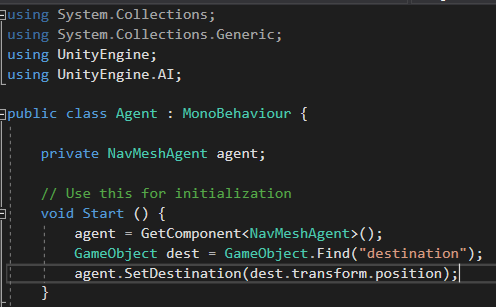 using System.Collections;
using System.Collections.Generic;
using UnityEngine;
using UnityEngine.AI;
public class Agent : MonoBehaviour {
private NavMeshAgent agent;
// Use this for initialization
void Start () {
agent = GetComponent<NavMeshAgent>();
GameObject dest = GameObject.Find("destination");
agent.SetDestination(dest.transform.position);
}